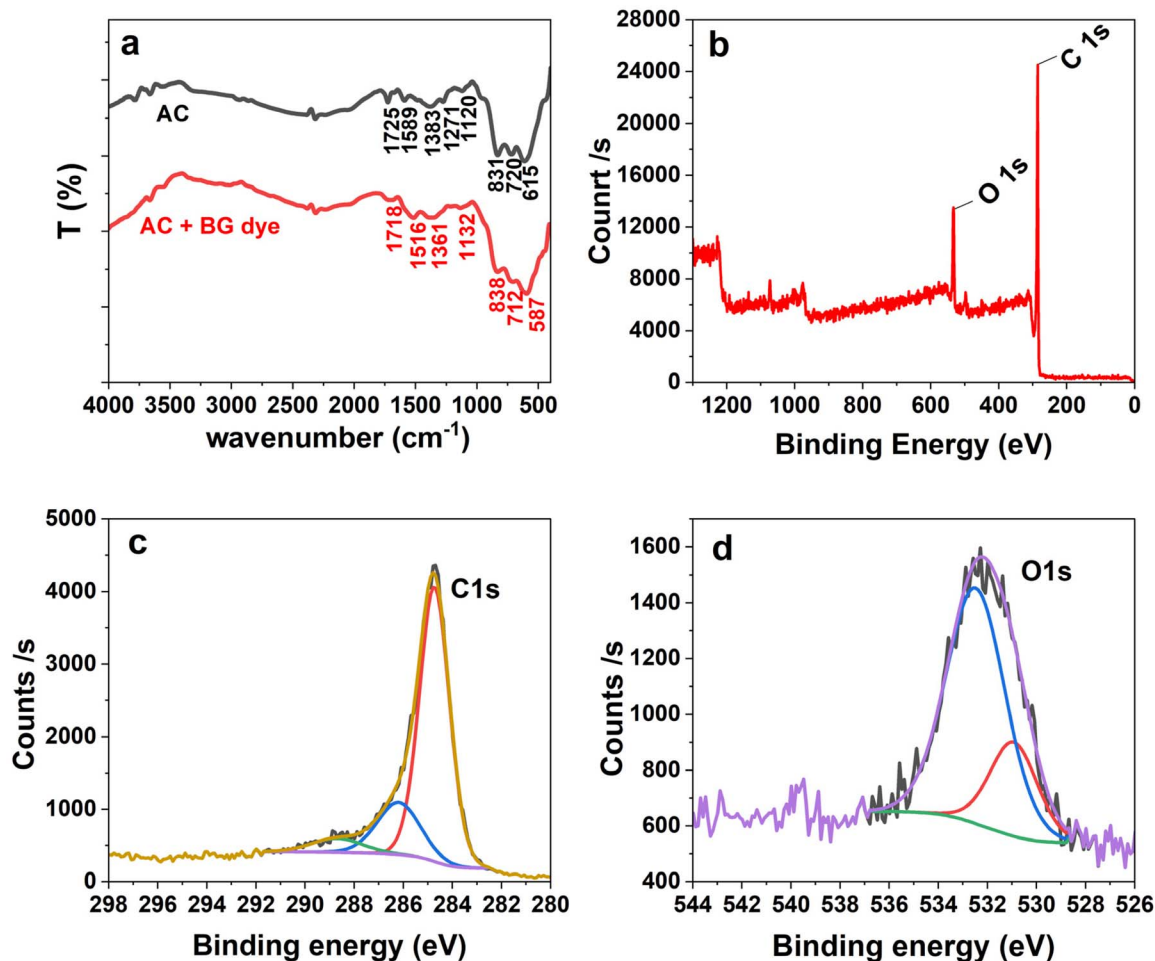 a
AC
1725
1589
1383
1271
1120
831
720
615
AC + BG dye
1718
1516
1361
1132
838
712
587
T (%)
4000 3500 3000 2500 2000 1500 1000 500
wavenumber (cm-1)
b
28000
24000
20000
16000
12000
8000
4000
0
C 1s
O 1s
Counrt /s
1200 1000 800 600 400 200 0
Binding Energy (eV)
c
5000
4000
3000
2000
1000
0
C1s
Counts /s
298 296 294 292 290 288 286 284 282 280
Binding energy (eV)
d
1600
1400
1200
1000
800
600
400
O1s
Counts /s
544 542 540 538 536 534 532 530 528 526
Binding energy (eV)